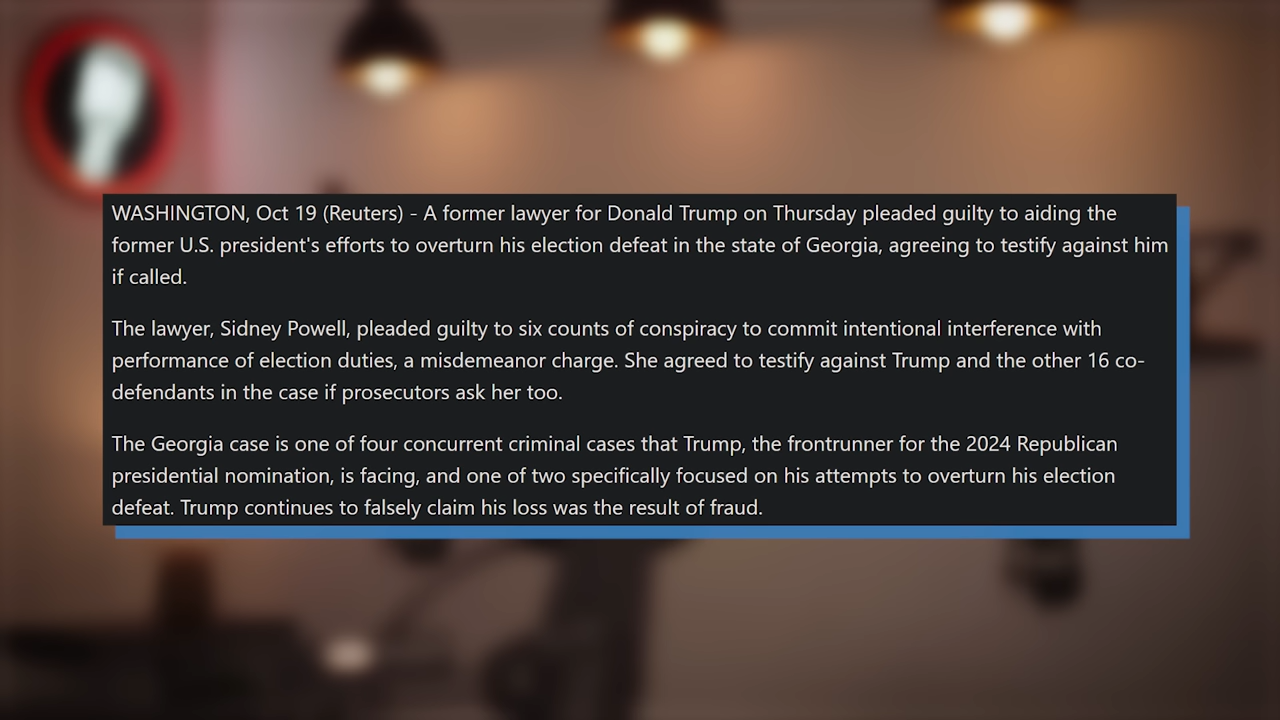 WASHINGTON, Oct 19 (Reuters) - A former lawyer for Donald Trump on Thursday pleaded guilty to aiding the
former U.S. president's efforts to overturn his election defeat in the state of Georgia, agreeing to testify against him
if called.
The lawyer, Sidney Powell, pleaded guilty to six counts of conspiracy to commit intentional interference with
performance of election duties, a misdemeanor charge. She agreed to testify against Trump and the other 16 co-
defendants in the case if prosecutors ask her too.
The Georgia case is one of four concurrent criminal cases that Trump, the frontrunner for the 2024 Republican
presidential nomination, is facing, and one of two specifically focused on his attempts to overturn his election
defeat. Trump continues to falsely claim his loss was the result of fraud.